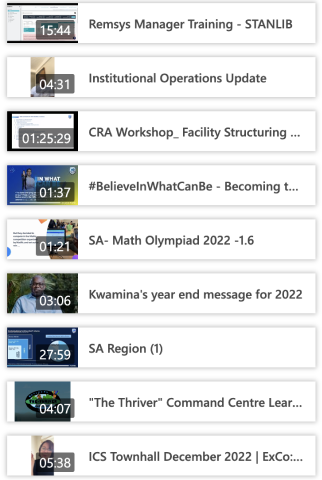 15:44
Remsys Manager Training - STANLIB
04:31
Institutional Operations Update
01:25:29
CRA Workshop_ Facility Structuring ...
IN WHAT
01:37
#BelieveInWhatCanBe - Becoming t...
01:21
SA- Math Olympiad 2022 -1.6
03:06
Kwamina's year end message for 2022
27:59
SA Region (1)
04:07
"The Thriver" Command Centre Lear...
05:38
ICS Townhall December 2022 | ExCo:...